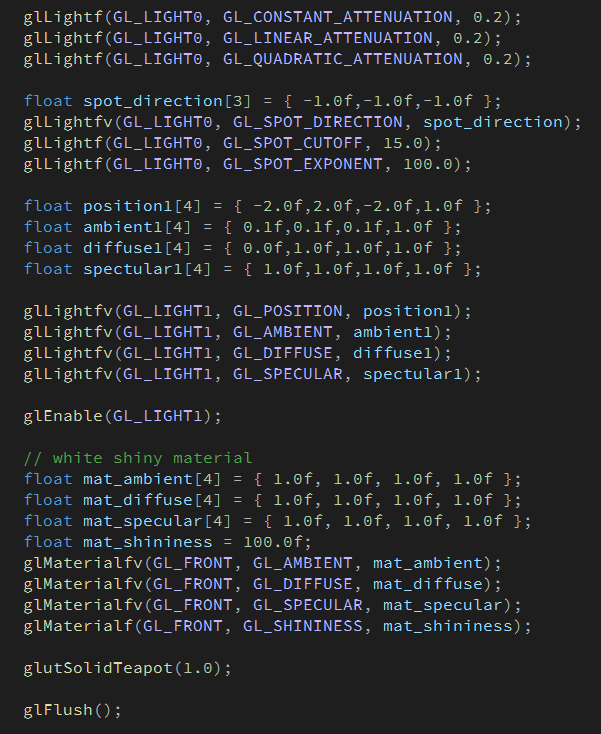 glLightf(GL_LIGHT0, GL_CONSTANT_ATTENUATION, 0.2);
glLightf(GL_LIGHT0, GL_LINEAR_ATTENUATION, 0.2);
glLightf(GL_LIGHT0, GL_QUADRATIC_ATTENUATION, 0.2);
float spot_direction[3] = { -1.0f,-1.0f,-1.0f };
glLightfv(GL_LIGHT0, GL_SPOT_DIRECTION, spot_direction);
glLightf(GL_LIGHT0, GL_SPOT_CUTOFF, 15.0);
glLightf(GL_LIGHT0, GL_SPOT_EXPONENT, 100.0);
float position1[4] = { -2.0f,2.0f,-2.0f,1.0f };
float ambient1[4] = { 0.1f,0.1f,0.1f,1.0f };
float diffuse1[4] = { 0.0f,1.0f,1.0f,1.0f };
float spectular1[4] = { 1.0f,1.0f,1.0f,1.0f };
glLightfv(GL_LIGHT1, GL_POSITION, position1);
glLightfv(GL_LIGHT1, GL_AMBIENT, ambient1);
glLightfv(GL_LIGHT1, GL_DIFFUSE, diffuse1);
glLightfv(GL_LIGHT1, GL_SPECULAR, spectular1);
glEnable(GL_LIGHT1);
// white shiny material
float mat_ambient[4] = { 1.0f, 1.0f, 1.0f, 1.0f };
float mat_diffuse[4] = { 1.0f, 1.0f, 1.0f, 1.0f };
float mat_specular[4] = { 1.0f, 1.0f, 1.0f, 1.0f };
float mat_shininess = 100.0f;
glMaterialfv(GL_FRONT, GL_AMBIENT, mat_ambient);
glMaterialfv(GL_FRONT, GL_DIFFUSE, mat_diffuse);
glMaterialfv(GL_FRONT, GL_SPECULAR, mat_specular);
glMaterialf(GL_FRONT, GL_SHININESS, mat_shininess);
glutSolidTeapot(1.0);
glFlush();